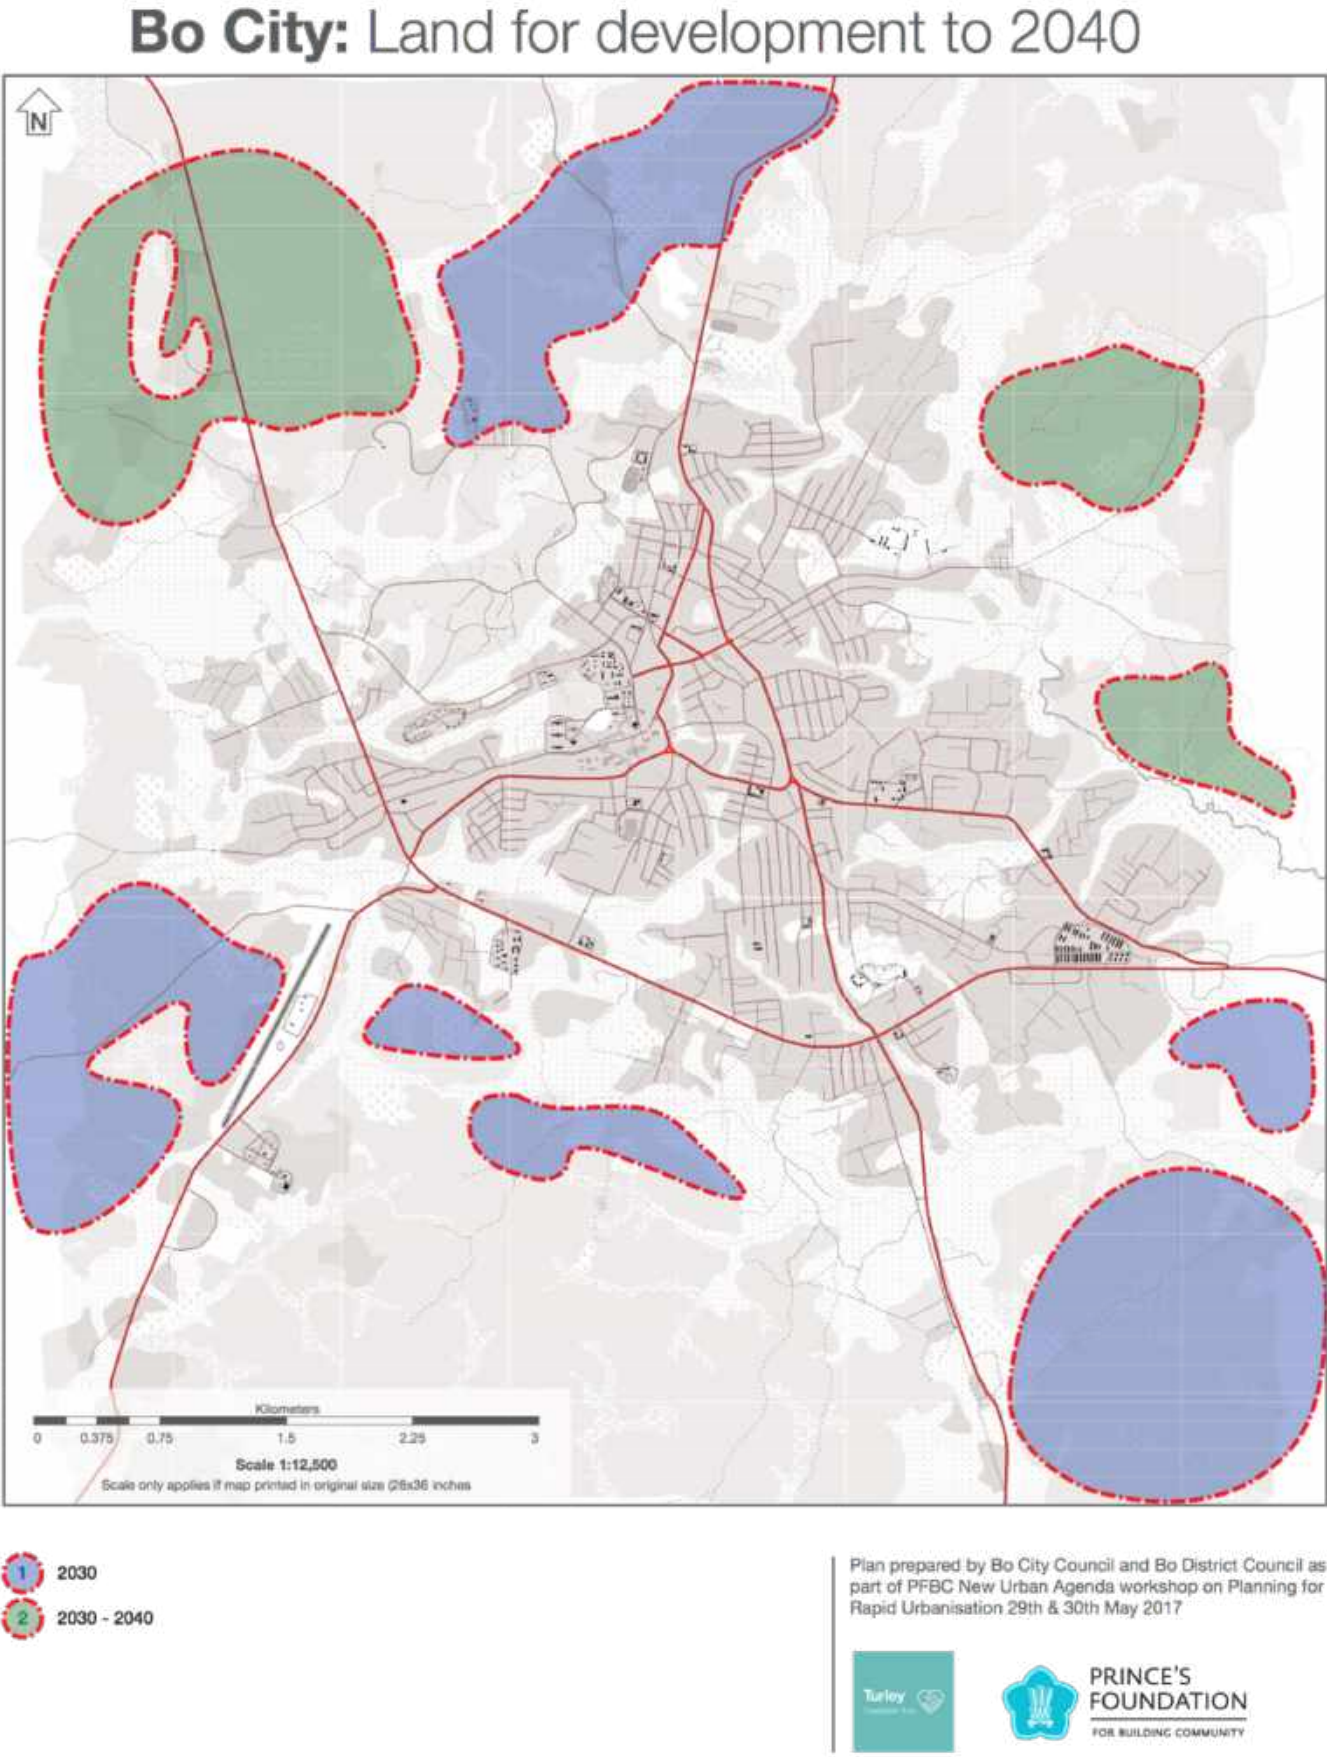 Bo City: Land for development to 2040
N
Kilometers
0 0.375 0.75 1.5 2.25 3
Scale 1:12,500
Scale only applies if map printed in original size (28x36 inches
1 2030
2 2030 - 2040
Plan prepared by Bo City Council and Bo District Council as
part of PFBC New Urban Agenda workshop on Planning for
Rapid Urbanisation 29th & 30th May 2017
Turley
PRINCE'S
FOUNDATION
FOR BUILDING COMMUNITY